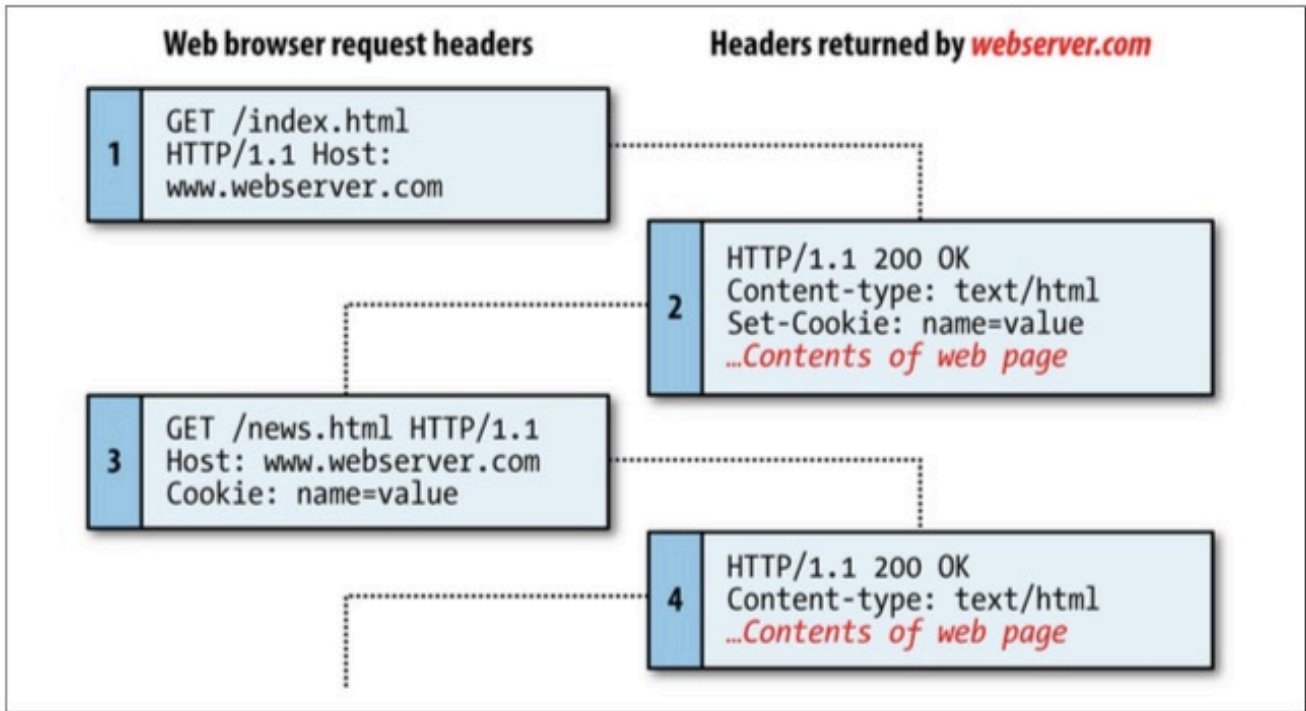 Web browser request headers
Headers returned by webserver.com
1
GET /index.html
HTTP/1.1 Host:
www.webserver.com
2
HTTP/1.1 200 OK
Content-type: text/html
Set-Cookie: name=value
…Contents of web page
3
GET /news.html HTTP/1.1
Host: www.webserver.com
Cookie: name=value
4
HTTP/1.1 200 OK
Content-type: text/html
…Contents of web page